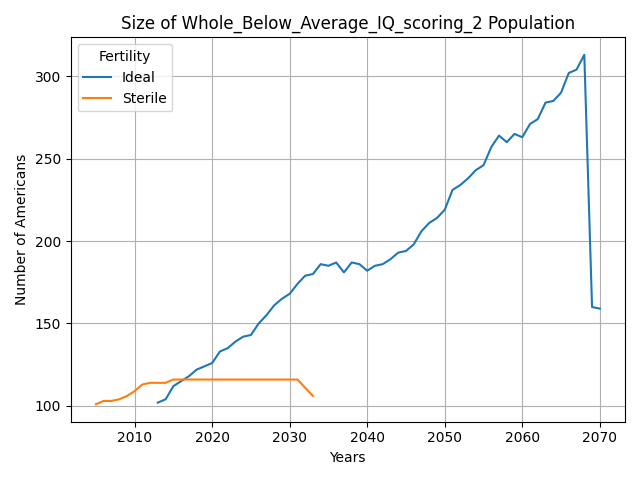 Size of Whole_Below_Average_IQ_scoring_2 Population
Fertility
Ideal
Sterile
Number of Americans
300
250
200
150
100
2010
2020
2030
2040
2050
2060
2070
Years